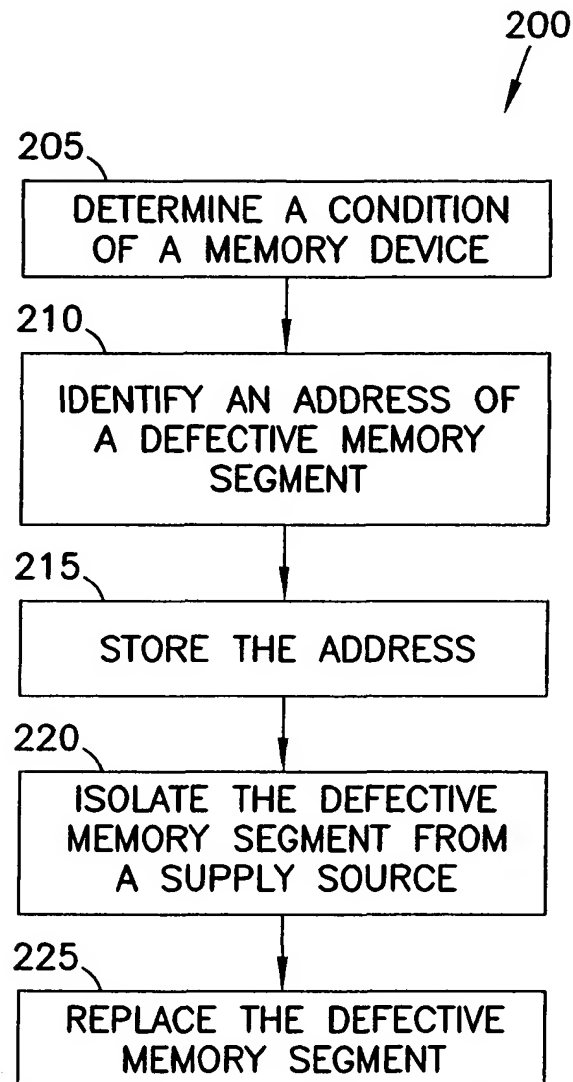 200
205
DETERMINE A CONDITION
OF A MEMORY DEVICE
210
IDENTIFY AN ADDRESS OF
A DEFECTIVE MEMORY
SEGMENT
215
STORE THE ADDRESS
220
ISOLATE THE DEFECTIVE
MEMORY SEGMENT FROM
A SUPPLY SOURCE
225
REPLACE THE DEFECTIVE
MEMORY SEGMENT